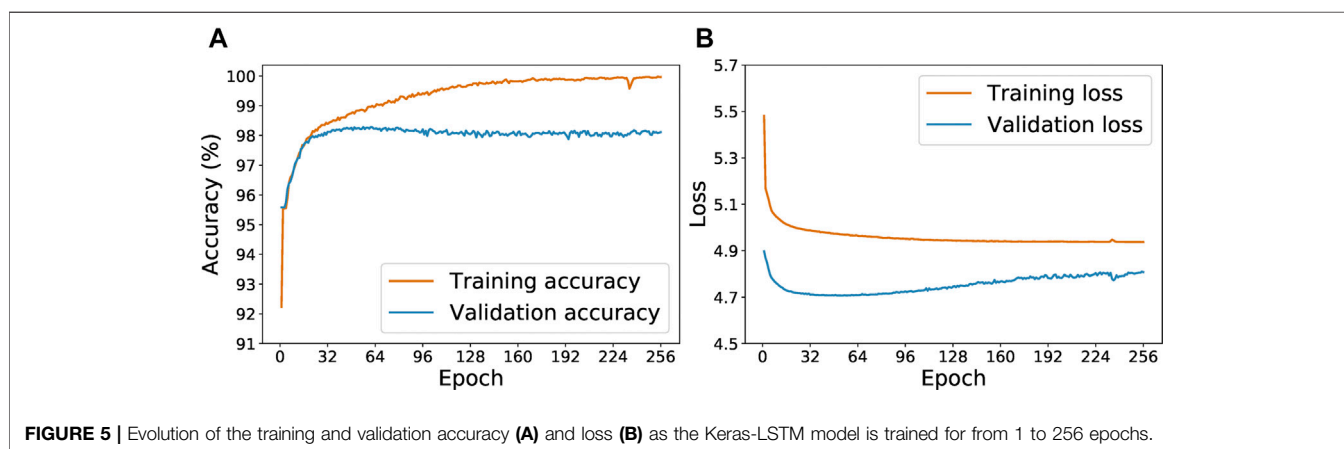 A
100
99
98
97
96
95
94
93
92
91
Accuracy (%)
0 32 64 96 128 160 192 224 256
Epoch
Training accuracy
Validation accuracy
B
5.7
5.5
5.3
5.1
4.9
4.7
4.5
Loss
0 32 64 96 128 160 192 224 256
Epoch
Training loss
Validation loss
FIGURE 5 | Evolution of the training and validation accuracy (A) and loss (B) as the Keras-LSTM model is trained for from 1 to 256 epochs.